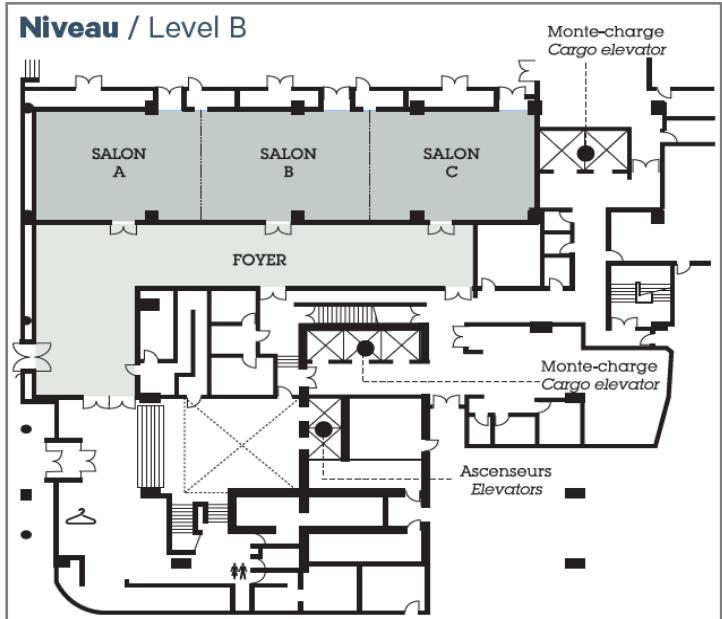 Niveau / Level B
Monte-charge
Cargo elevator
SALON
A
SALON
B
SALON
C
FOYER
Monte-charge
Cargo elevator
Ascenseurs
Elevators